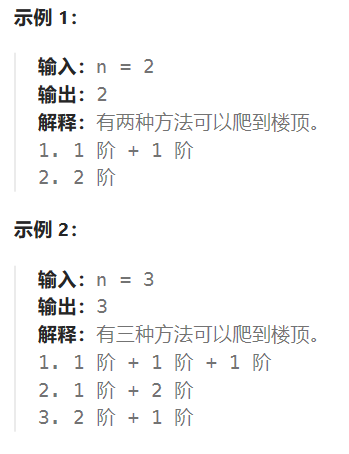 示例 1：
输入：n = 2
输出：2
解释：有两种方法可以爬到楼顶。
1. 1 阶 + 1 阶
2. 2 阶
示例 2：
输入：n = 3
输出：3
解释：有三种方法可以爬到楼顶。
1. 1 阶 + 1 阶 + 1 阶
2. 1 阶 + 2 阶
3. 2 阶 + 1 阶